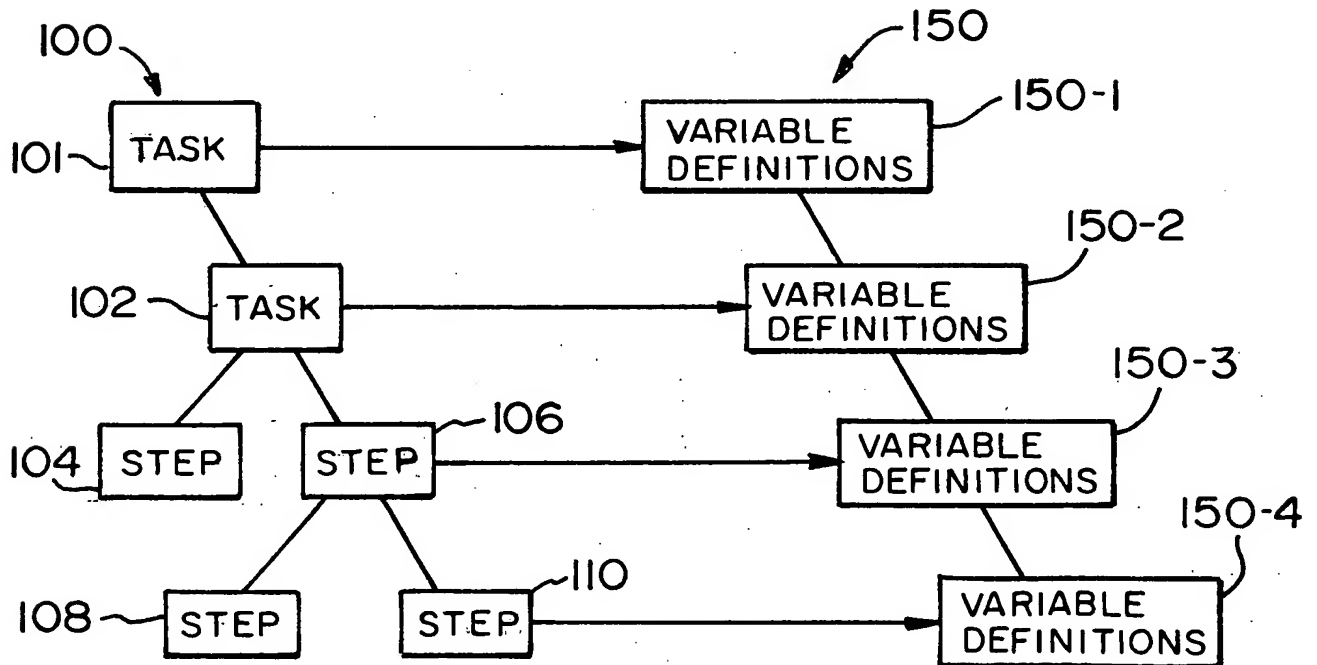 100
150
150-1
TASK
VARIABLE
DEFINITIONS
101
150-2
102
TASK
VARIABLE
DEFINITIONS
150-3
106
104
STEP
STEP
VARIABLE
DEFINITIONS
150-4
110
108
STEP
STEP
VARIABLE
DEFINITIONS